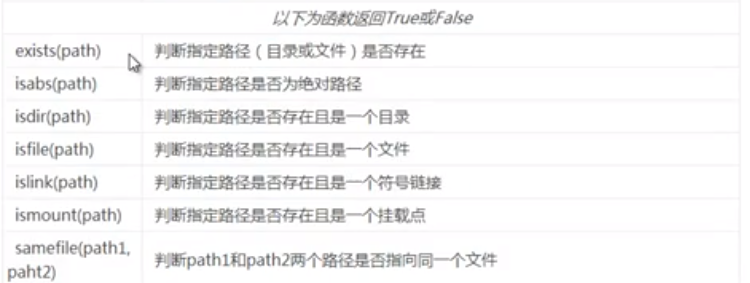 以下为函数返回True或False
exists(path) 判断指定路径（目录或文件）是否存在
isabs(path) 判断指定路径是否为绝对路径
isdir(path) 判断指定路径是否存在且是一个目录
isfile(path) 判断指定路径是否存在且是一个文件
islink(path) 判断指定路径是否存在且是一个符号链接
ismount(path) 判断指定路径是否存在且是一个挂载点
samefile(path1,
paht2)
判断path1和path2两个路径是否指向同一个文件